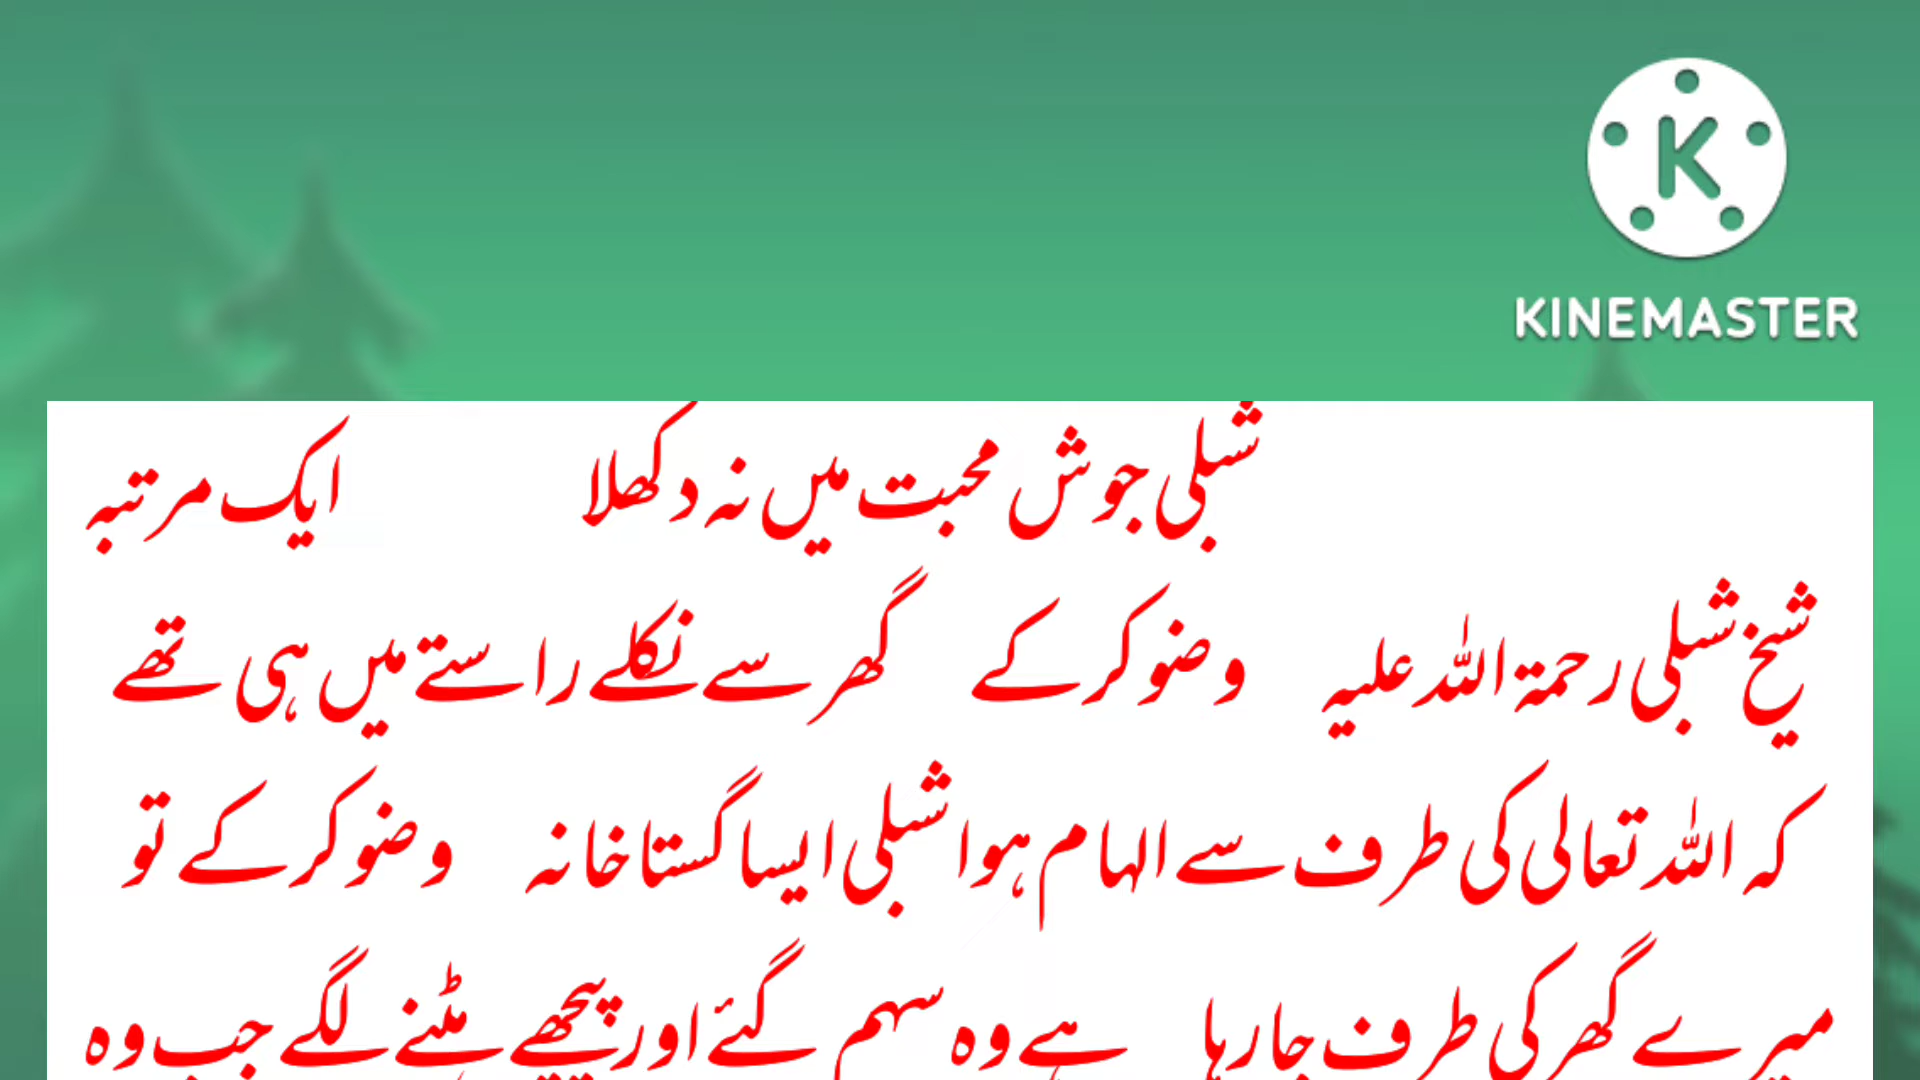 KINEMASTER
شبلی جوش محبت میں نہ دکھلا ایک مرتبہ
شیخ شبلی رحمۃ اللہ علیہ وضو کر کے گھر سے نکلے راستے میں ہی تھے
کہ اللہ تعالی کی طرف سے الہام ہوا شبلی ایسا گستاخانہ وضو کر کے تو
میرے گھر کی طرف جا رہا ہے وہ سہم گئے اور پیچھے ہٹنے لگے جب وہ